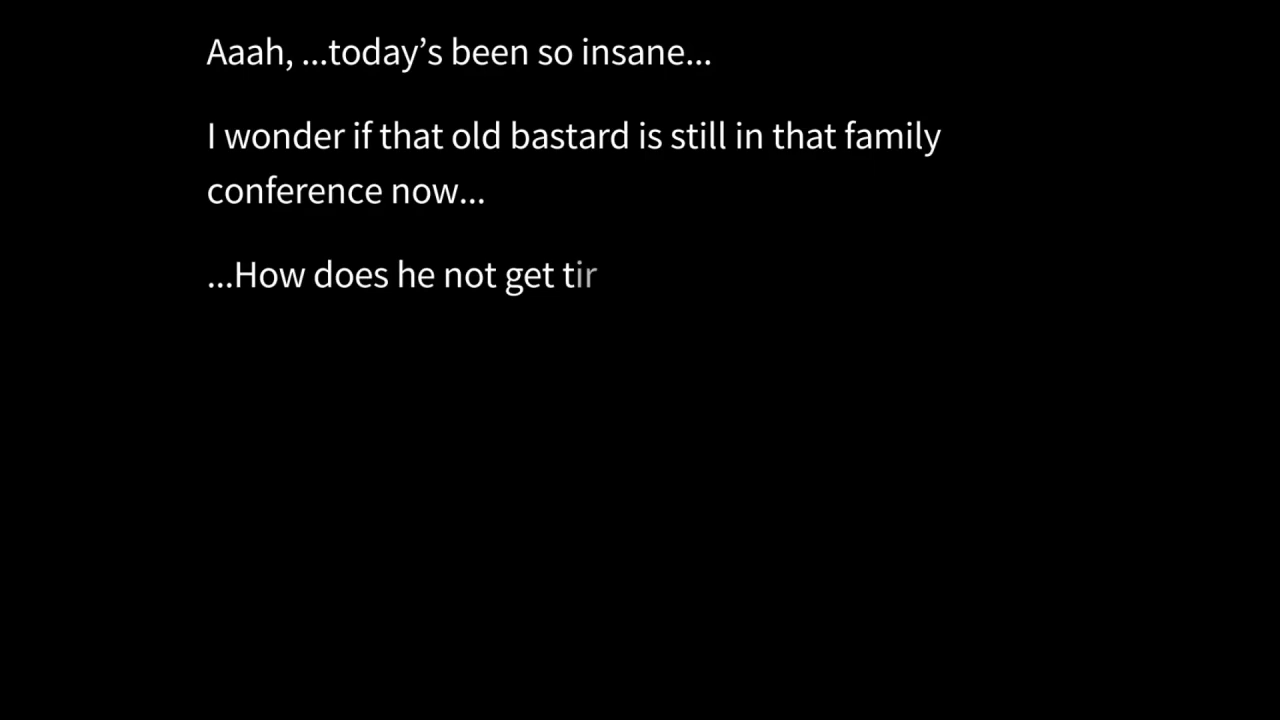 Aaah, ...today’s been so insane...
I wonder if that old bastard is still in that family
conference now...
...How does he not get tir